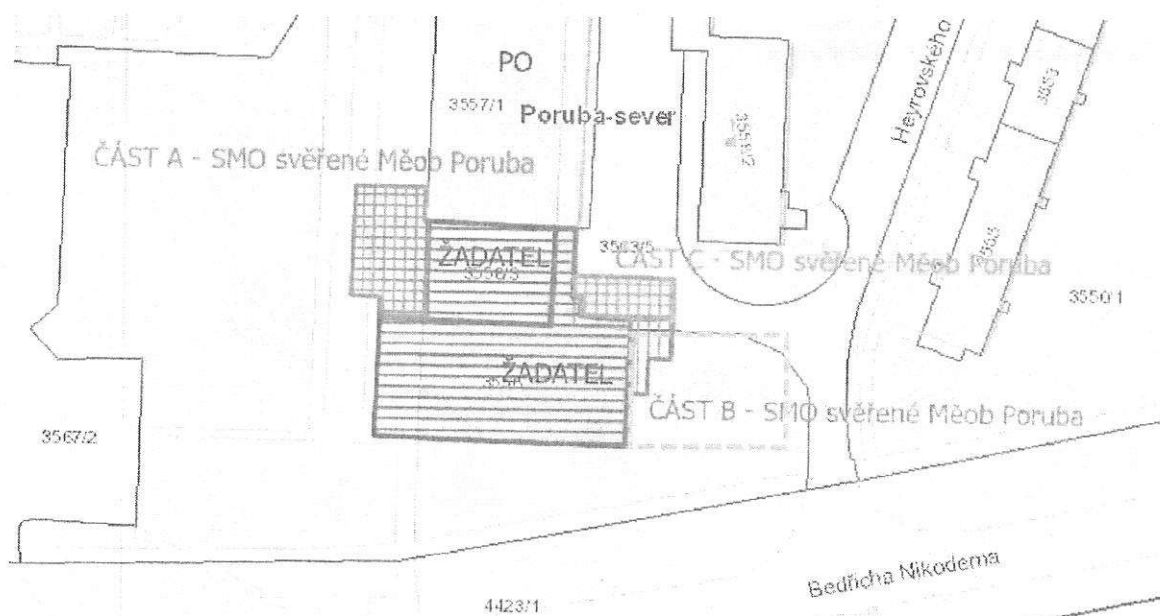 PO
3557/1
Poruba-sever
Heyrovského
ČÁST A - SMO svěřené Měob Poruba
ŽADATEL
3563/5
ČÁST C - SMO svěřené Měob Poruba
3550/1
ŽADATEL
ČÁST B - SMO svěřené Měob Poruba
3567/2
Bedřicha Nikodema
4423/1